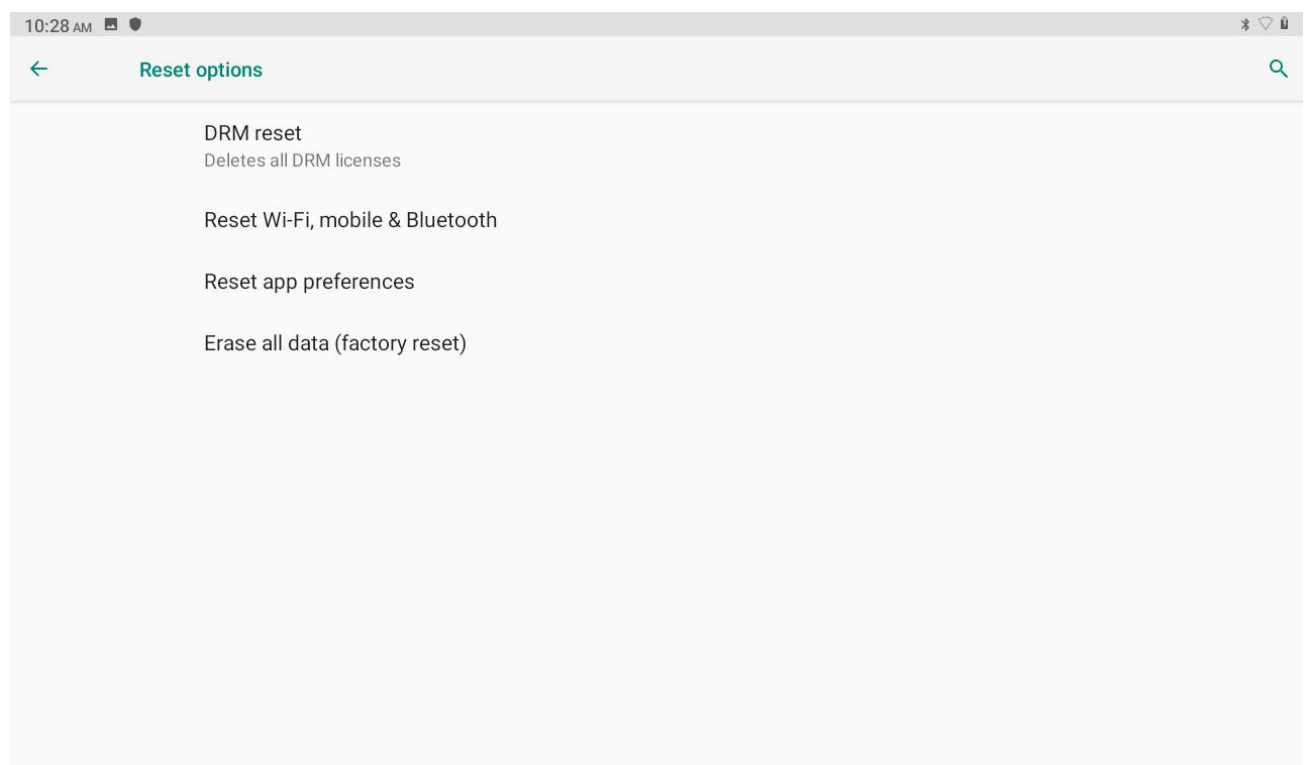 10:28 AM
Reset options
DRM reset
Deletes all DRM licenses
Reset Wi-Fi, mobile & Bluetooth
Reset app preferences
Erase all data (factory reset)